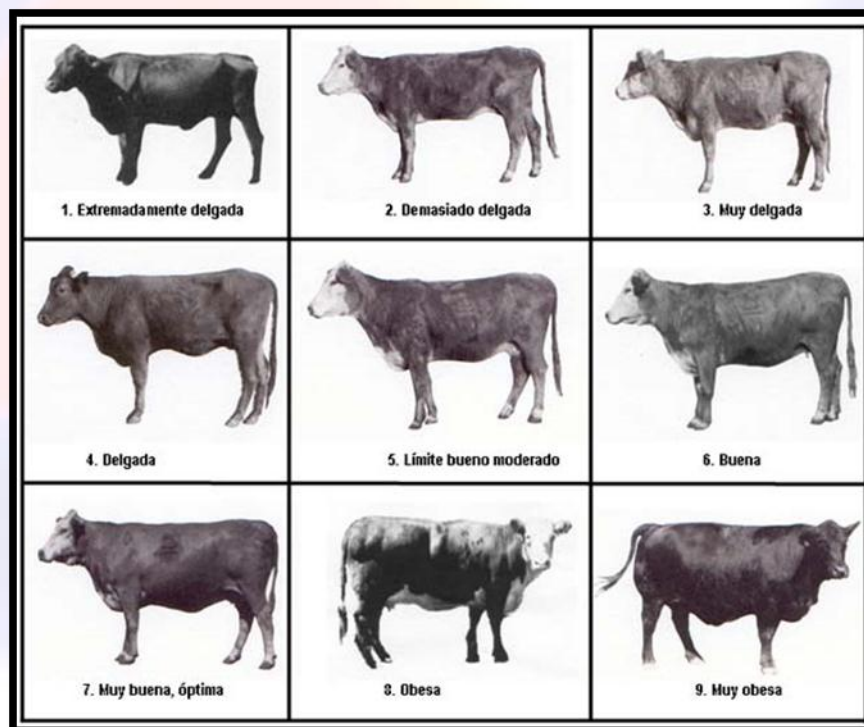 1. Extremadamente delgada
2. Demasiado delgada
3. Muy delgada
4. Delgada
5. Límite bueno moderado
6. Buena
7. Muy buena, óptima
8. Obesa
9. Muy obesa